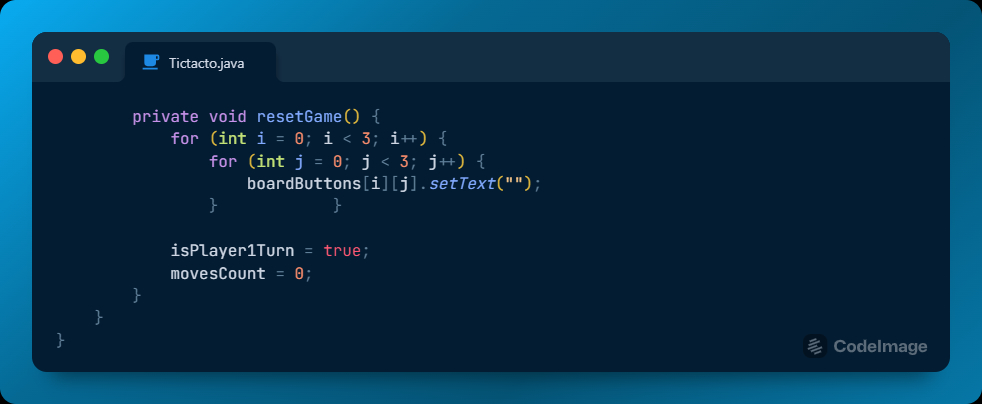 Tictacto.java
private void resetGame() {
for (int i = 0; i < 3; i++) {
for (int j = 0; j < 3; j++) {
boardButtons[i][j].setText("");
} }
isPlayer1Turn = true;
movesCount = 0;
}
}
}
CodeImage